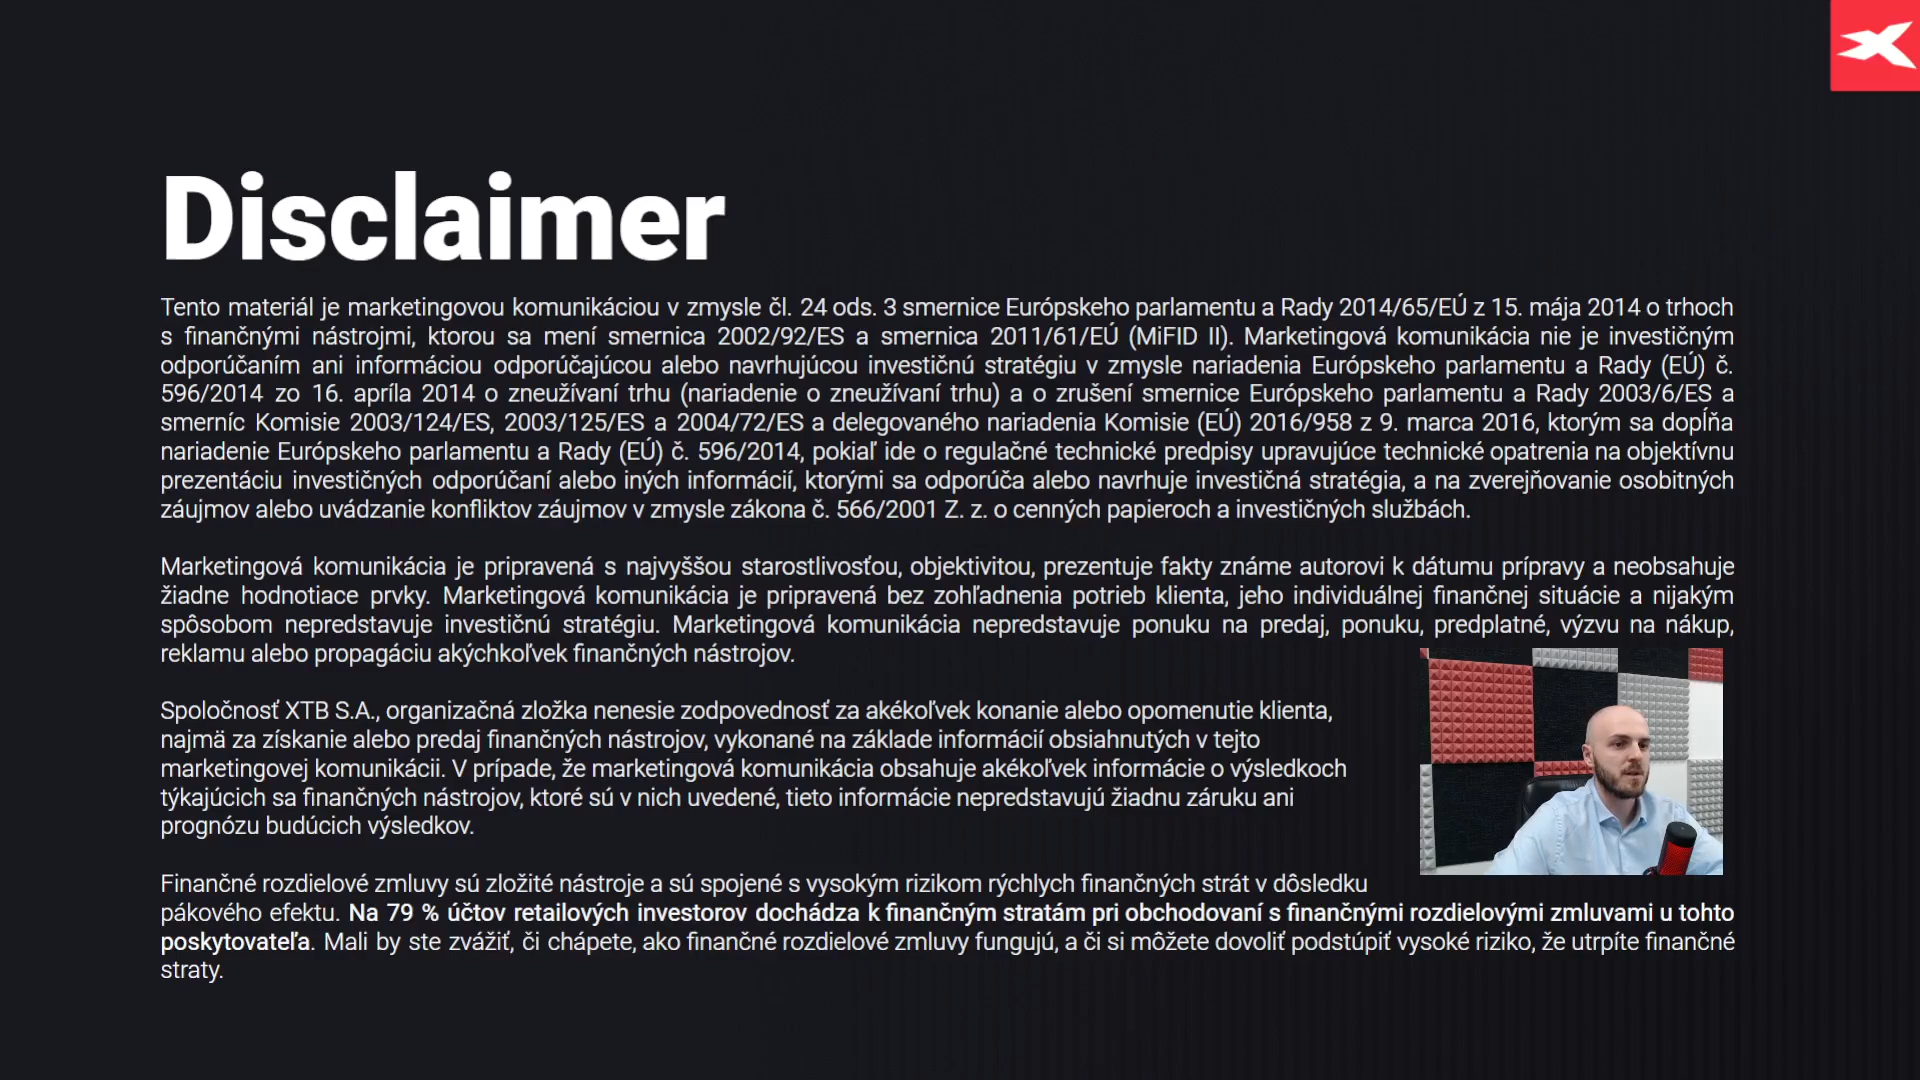 Disclaimer
Tento materiál je marketingovou komunikáciou v zmysle čl. 24 ods. 3 smernice Európskeho parlamentu a Rady 2014/65/EÚ z 15. mája 2014 o trhoch
s finančnými nástrojmi, ktorou sa mení smernica 2002/92/ES a smernica 2011/61/EÚ (MiFID II). Marketingová komunikácia nie je investičným
odporúčaním ani informáciou odporúčajúcou alebo navrhujúcou investičnú stratégiu v zmysle nariadenia Európskeho parlamentu a Rady (EÚ) č.
596/2014 zo 16. apríla 2014 o zneužívaní trhu (nariadenie o zneužívaní trhu) a o zrušení smernice Európskeho parlamentu a Rady 2003/6/ES a
smerníc Komisie 2003/124/ES, 2003/125/ES a 2004/72/ES a delegovaného nariadenia Komisie (EÚ) 2016/958 z 9. marca 2016, ktorým sa dopĺňa
nariadenie Európskeho parlamentu a Rady (EÚ) č. 596/2014, pokiaľ ide o regulačné technické predpisy upravujúce technické opatrenia na objektívnu
prezentáciu investičných odporúčaní alebo iných informácií, ktorými sa odporúča alebo navrhuje investičná stratégia, a na zverejňovanie osobitných
záujmov alebo uvádzanie konfliktov záujmov v zmysle zákona č. 566/2001 Z. z. o cenných papieroch a investičných službách.
Marketingová komunikácia je pripravená s najvyššou starostlivosťou, objektivitou, prezentuje fakty známe autorovi k dátumu prípravy a neobsahuje
žiadne hodnotiace prvky. Marketingová komunikácia je pripravená bez zohľadnenia potrieb klienta, jeho individuálnej finančnej situácie a nijakým
spôsobom nepredstavuje investičnú stratégiu. Marketingová komunikácia nepredstavuje ponuku na predaj, ponuku, predplatné, výzvu na nákup,
reklamu alebo propagáciu akýchkoľvek finančných nástrojov.
Spoločnosť XTB S.A., organizačná zložka nenesie zodpovednosť za akékoľvek konanie alebo opomenutie klienta,
najmä za získanie alebo predaj finančných nástrojov, vykonané na základe informácií obsiahnutých v tejto
marketingovej komunikácii. V prípade, že marketingová komunikácia obsahuje akékoľvek informácie o výsledkoch
týkajúcich sa finančných nástrojov, ktoré sú v nich uvedené, tieto informácie nepredstavujú žiadnu záruku ani
prognózu budúcich výsledkov.
Finančné rozdielové zmluvy sú zložité nástroje a sú spojené s vysokým rizikom rýchlych finančných strát v dôsledku
pákového efektu. Na 79 % účtov retailových investorov dochádza k finančným stratám pri obchodovaní s finančnými rozdielovými zmluvami u tohto
poskytovateľa. Mali by ste zvážiť, či chápete, ako finančné rozdielové zmluvy fungujú, a či si môžete dovoliť podstúpiť vysoké riziko, že utrpíte finančné
straty.